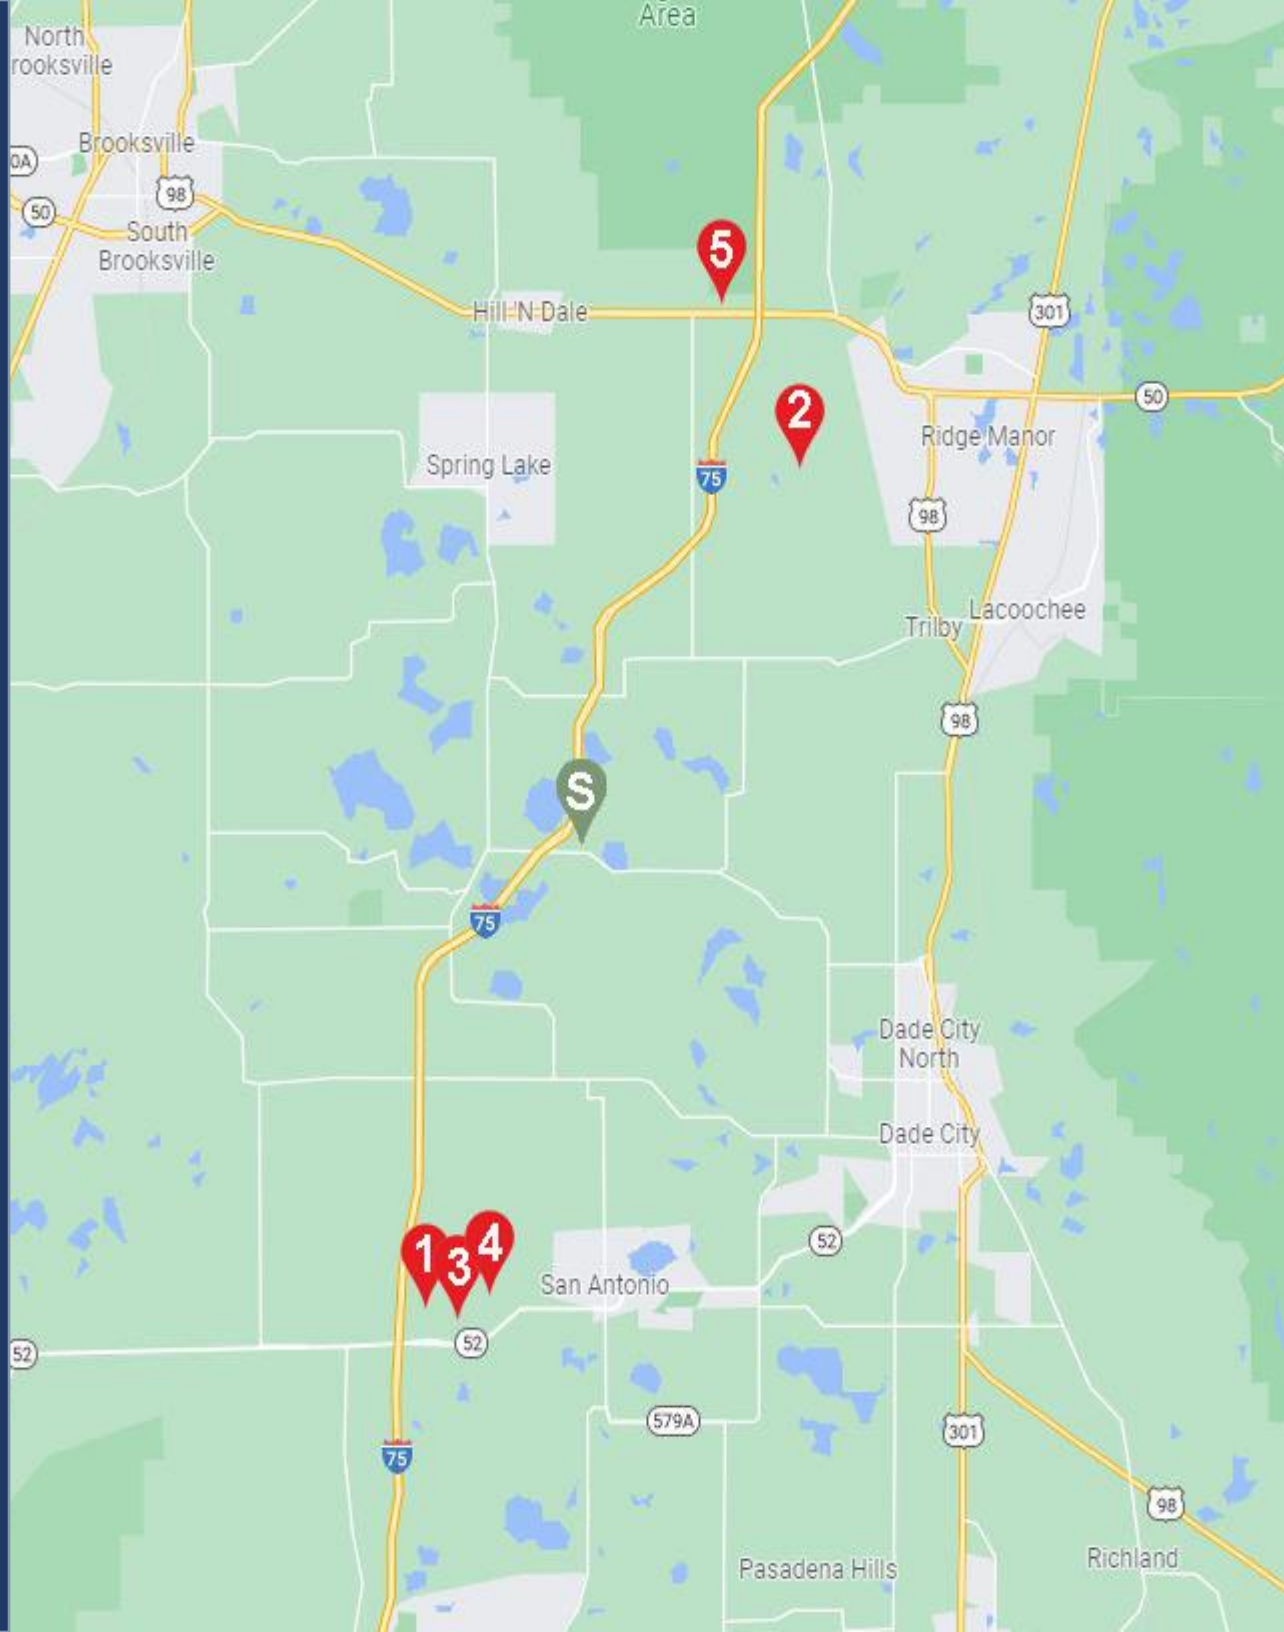 Area
North
rooksville
Brooksville
0A
98
50
South
Brooksville
5
Hill 'N Dale
301
2
50
Ridge Manor
Spring Lake
75
98
Lacoochee
Trilby
98
S
75
Dade City
North
Dade City
1
3
4
52
San Antonio
52
52
579A
301
75
98
Richland
Pasadena Hills